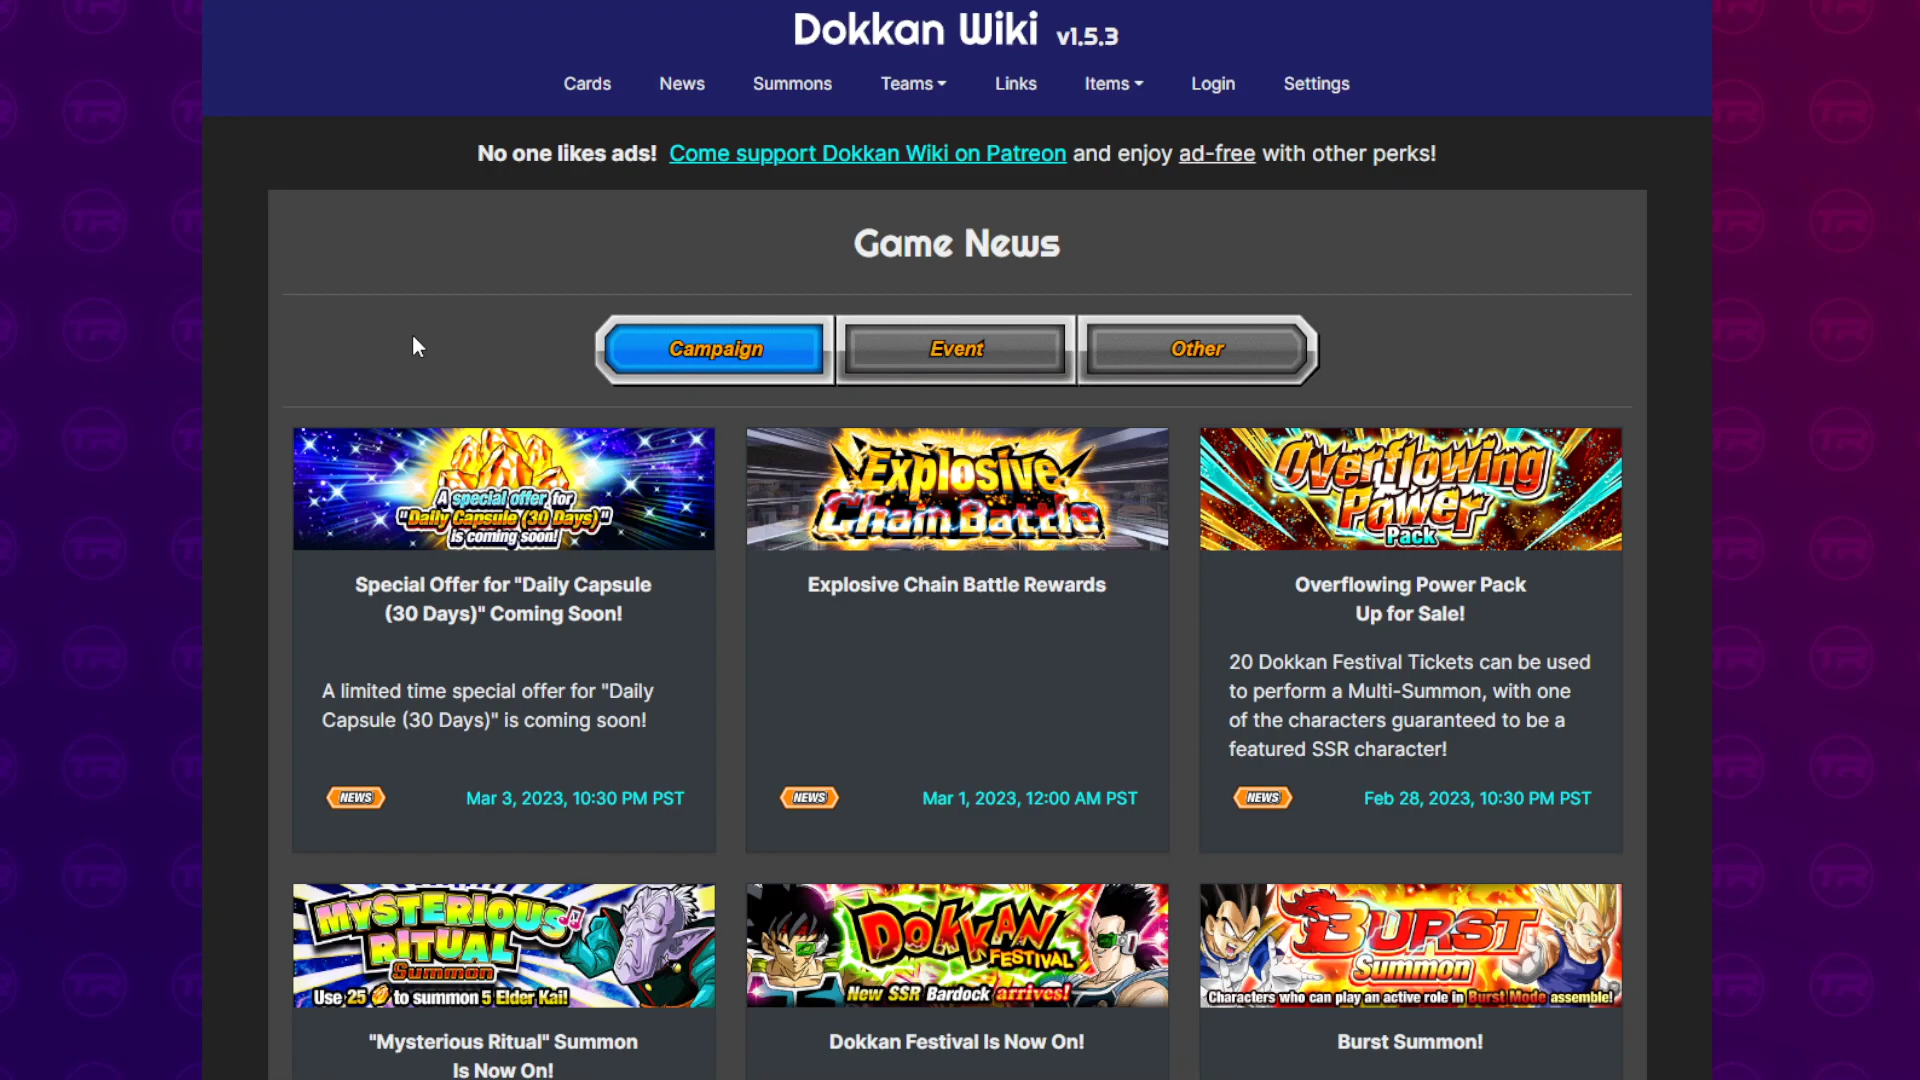 Dokkan Wiki v1.5.3
Cards News Summons Teams Links Items Login Settings
No one likes ads! Come support Dokkan Wiki on Patreon and enjoy ad-free with other perks!
Game News
Campaign Event Other
A special offer for
"Daily Capsule (30 Days)"
is coming soon!
Special Offer for "Daily Capsule
(30 Days)" Coming Soon!
A limited time special offer for "Daily
Capsule (30 Days)" is coming soon!
NEWS Mar 3, 2023, 10:30 PM PST
Explosive
Chain Battle
Explosive Chain Battle Rewards
NEWS Mar 1, 2023, 12:00 AM PST
Overflowing
Power
Pack
Overflowing Power Pack
Up for Sale!
20 Dokkan Festival Tickets can be used
to perform a Multi-Summon, with one
of the characters guaranteed to be a
featured SSR character!
NEWS Feb 28, 2023, 10:30 PM PST
MYSTERIOUS
RITUAL
Summon
Use 25 to summon 5 Elder Kai!
"Mysterious Ritual" Summon
Is Now On!
DOKKAN
FESTIVAL
New SSR Bardock arrives!
Dokkan Festival Is Now On!
BURST
Summon
Characters who can play an active role in Burst Mode assemble!
Burst Summon!
TR